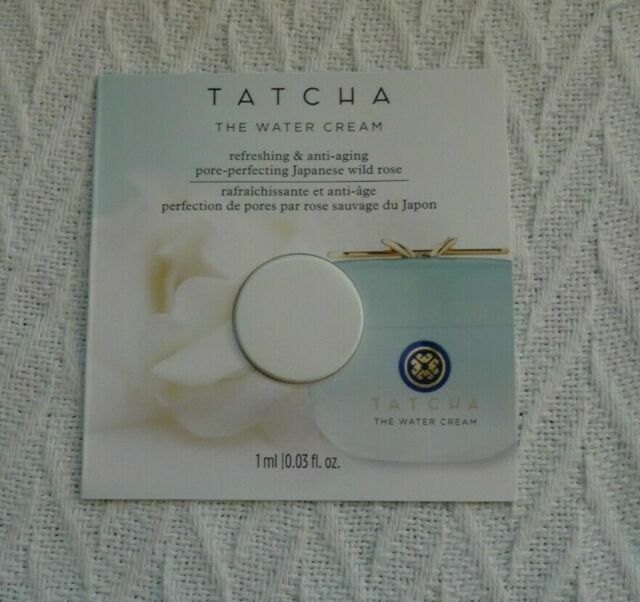 TATCHA
THE WATER CREAM
refreshing & anti-aging
pore-perfecting Japanese wild rose
rafraîchissante et anti-âge
perfection de pores par rose sauvage du Japon
TATCHA
THE WATER CREAM
1 ml |0.03 fl. oz.